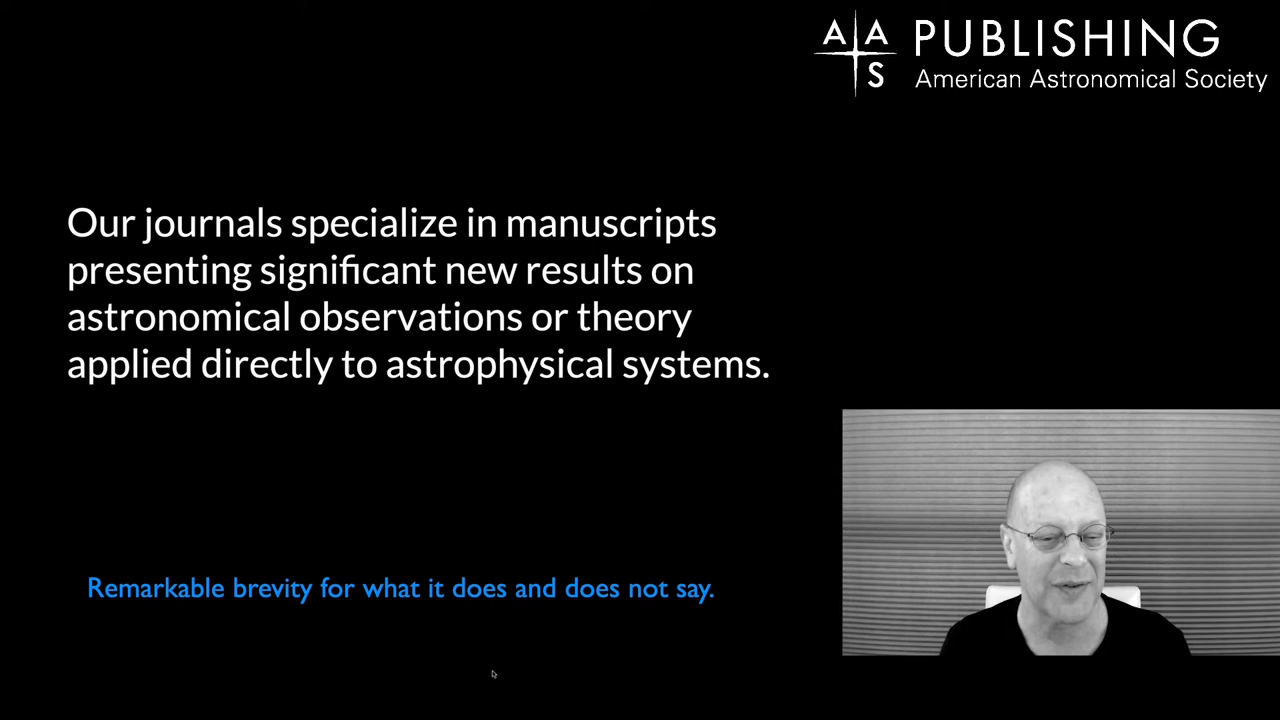 A A
S
PUBLISHING
American Astronomical Society
Our journals specialize in manuscripts
presenting significant new results on
astronomical observations or theory
applied directly to astrophysical systems.
Remarkable brevity for what it does and does not say.